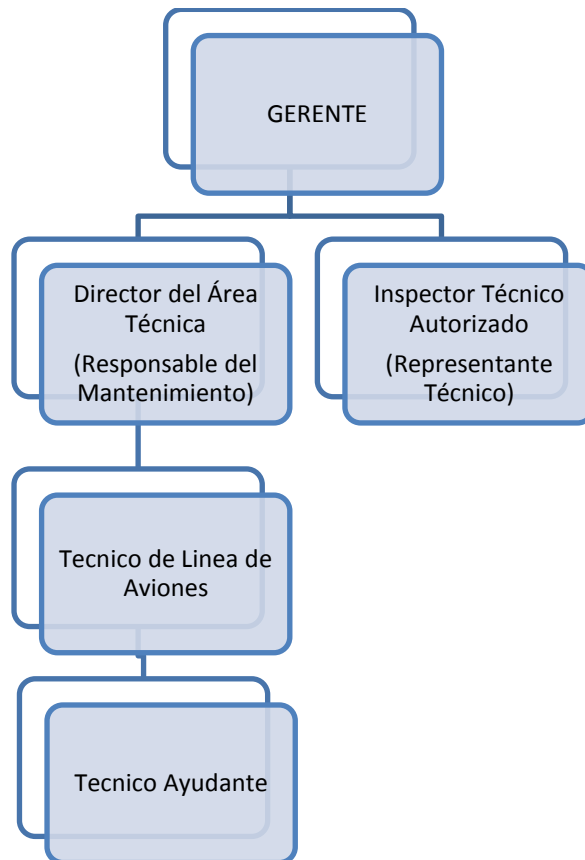 GERENTE
Director del Área
Técnica
(Responsable del
Mantenimiento)
Inspector Técnico
Autorizado
(Representante
Técnico)
Tecnico de Linea de
Aviones
Tecnico Ayudante